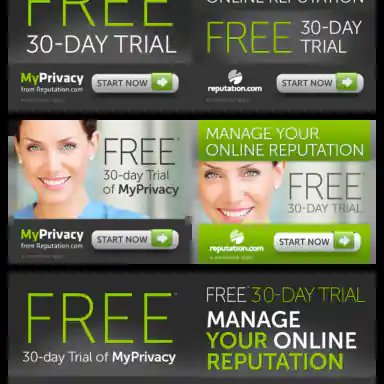 FREE
30-DAY TRIAL
MyPrivacy
from Reputation.com
START NOW
ONLINE REPUTATION
FREE 30-DAY
TRIAL
reputation.com
START NOW
FREE
30-day Trial
of MyPrivacy
MyPrivacy
from Reputation.com
START NOW
MANAGE YOUR
ONLINE REPUTATION
FREE
30-DAY TRIAL
reputation.com
START NOW
FREE
30-day Trial of MyPrivacy
FREE 30-DAY TRIAL
MANAGE
YOUR ONLINE
REPUTATION